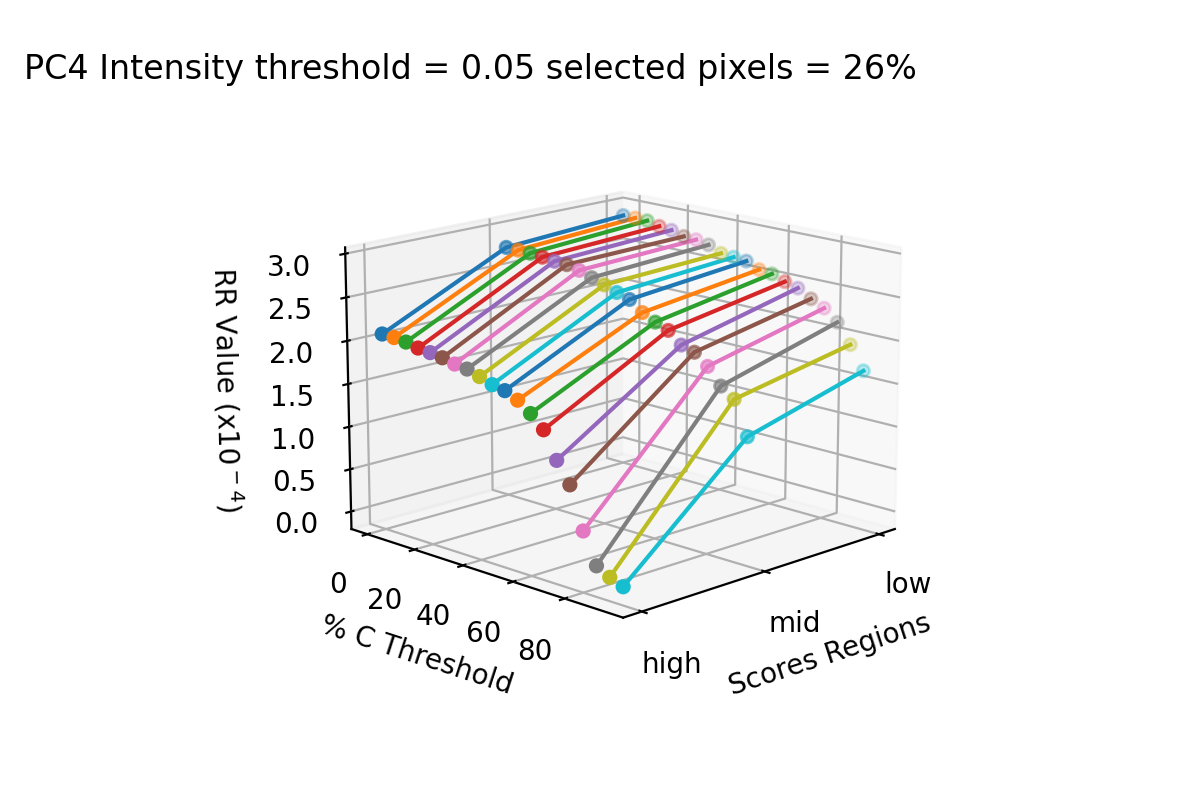 PC4 Intensity threshold = 0.05 selected pixels = 26%
RR Value (x10⁻⁴)
3.0
2.5
2.0
1.5
1.0
0.5
0.0
0
20
40
60
80
% C Threshold
high
mid
low
Scores Regions